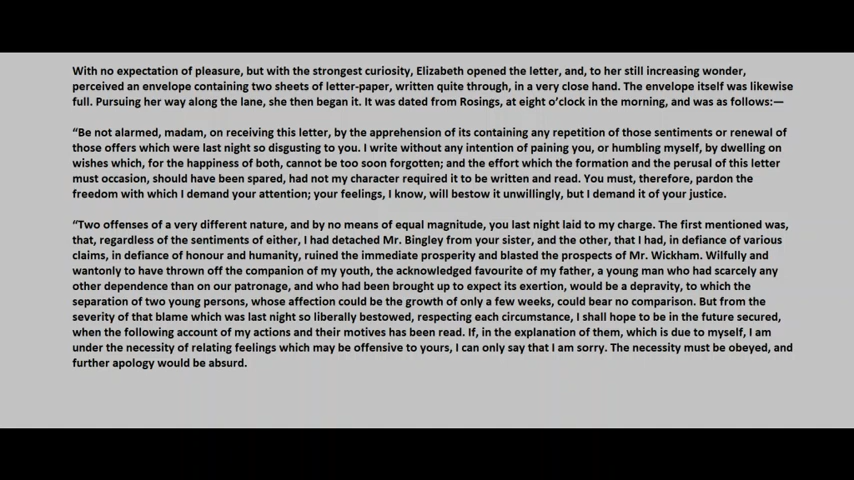 With no expectation of pleasure, but with the strongest curiosity, Elizabeth opened the letter, and, to her still increasing wonder,
perceived an envelope containing two sheets of letter-paper, written quite through, in a very close hand. The envelope itself was likewise
full. Pursuing her way along the lane, she then began it. It was dated from Rosings, at eight o’clock in the morning, and was as follows:—
“Be not alarmed, madam, on receiving this letter, by the apprehension of its containing any repetition of those sentiments or renewal of
those offers which were last night so disgusting to you. I write without any intention of paining you, or humbling myself, by dwelling on
wishes which, for the happiness of both, cannot be too soon forgotten; and the effort which the formation and the perusal of this letter
must occasion, should have been spared, had not my character required it to be written and read. You must, therefore, pardon the
freedom with which I demand your attention; your feelings, I know, will bestow it unwillingly, but I demand it of your justice.
“Two offenses of a very different nature, and by no means of equal magnitude, you last night laid to my charge. The first mentioned was,
that, regardless of the sentiments of either, I had detached Mr. Bingley from your sister, and the other, that I had, in defiance of various
claims, in defiance of honour and humanity, ruined the immediate prosperity and blasted the prospects of Mr. Wickham. Wilfully and
wantonly to have thrown off the companion of my youth, the acknowledged favourite of my father, a young man who had scarcely any
other dependence than on our patronage, and who had been brought up to expect its exertion, would be a depravity, to which the
separation of two young persons, whose affection could be the growth of only a few weeks, could bear no comparison. But from the
severity of that blame which was last night so liberally bestowed, respecting each circumstance, I shall hope to be in the future secured,
when the following account of my actions and their motives has been read. If, in the explanation of them, which is due to myself, I am
under the necessity of relating feelings which may be offensive to yours, I can only say that I am sorry. The necessity must be obeyed, and
further apology would be absurd.